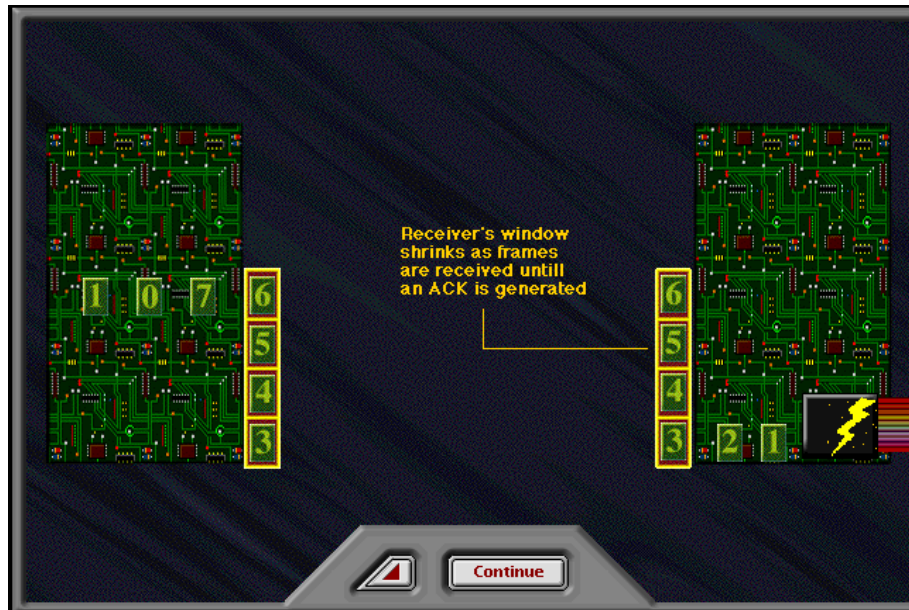 Receiver's window
shrinks as frames
are received untill
an ACK is generated
1 0 7 6
5
4
3
6
5
4
3 2 1
Continue